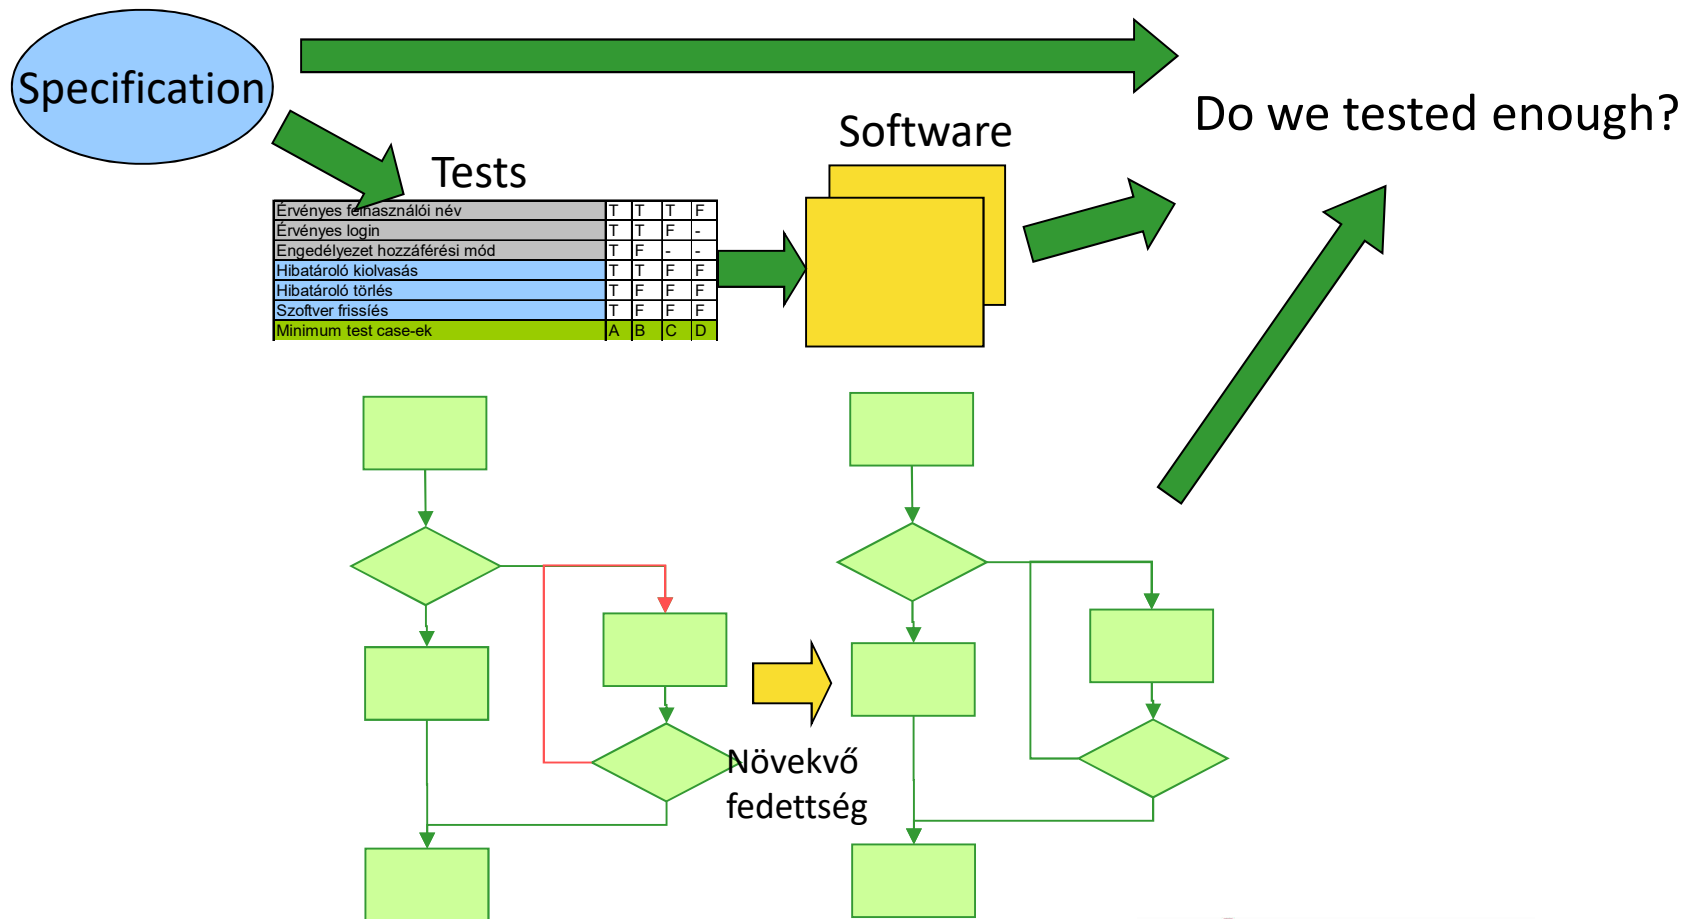 Specification
Do we tested enough?
Software
Tests
Érvényes felhasználói név T T T F
Érvényes login T T F -
Engedélyezet hozzáférési mód T F - -
Hibatároló kiolvasás T T F F
Hibatároló törlés T F F F
Szoftver frissíés T F F F
Minimum test case-ek A B C D
Növekvő
fedettség